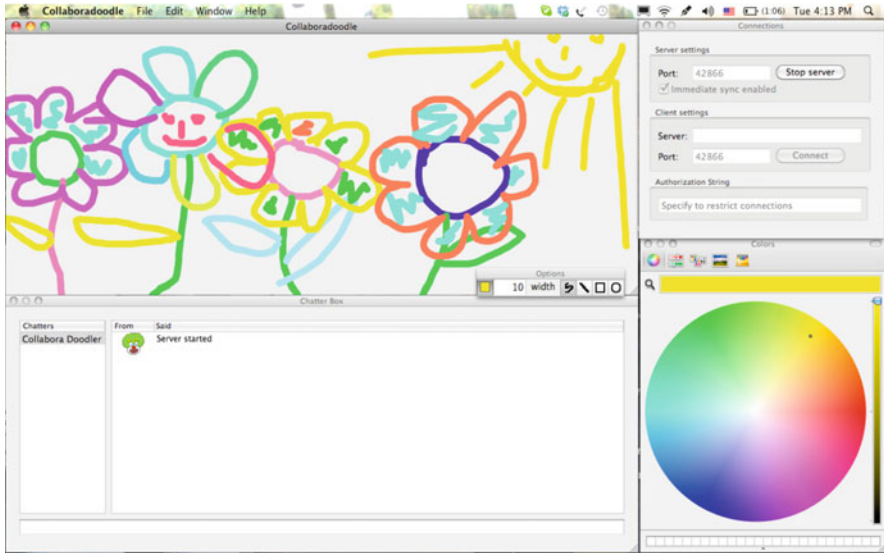 Collaboradoodle File Edit Window Help (1:06) Tue 4:13 PM
Collaboradoodle
Connections
Server settings
Port: 42866 Stop server
Immediate sync enabled
Client settings
Server:
Port: 42866 Connect
Authorization String
Specify to restrict connections
Options
10 width
Colors
Chatter Box
Chatters From Said
Collabora Doodler Server started